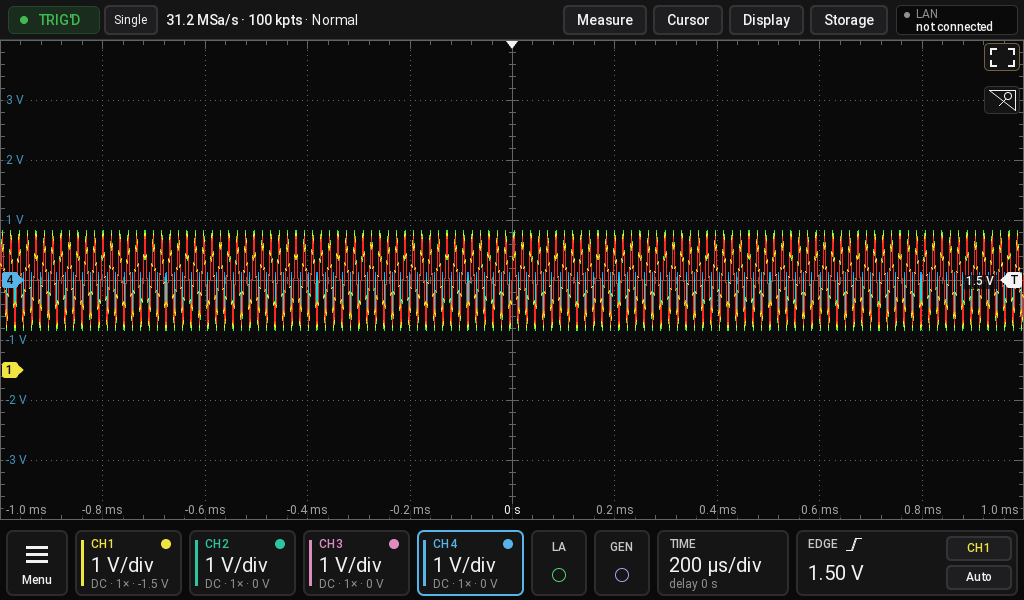 TRIG'D
Single
31.2 MSa/s · 100 kpts · Normal
Measure
Cursor
Display
Storage
LAN
not connected
3 V
2 V
1 V
4
1.5 V
T
-1 V
1
-2 V
-3 V
-1.0 ms
-0.8 ms
-0.6 ms
-0.4 ms
-0.2 ms
0 s
0.2 ms
0.4 ms
0.6 ms
0.8 ms
1.0 ms
Menu
CH1
1 V/div
DC · 1× · -1.5 V
CH2
1 V/div
DC · 1× · 0 V
CH3
1 V/div
DC · 1× · 0 V
CH4
1 V/div
DC · 1× · 0 V
LA
GEN
TIME
200 µs/div
delay 0 s
EDGE
1.50 V
CH1
Auto